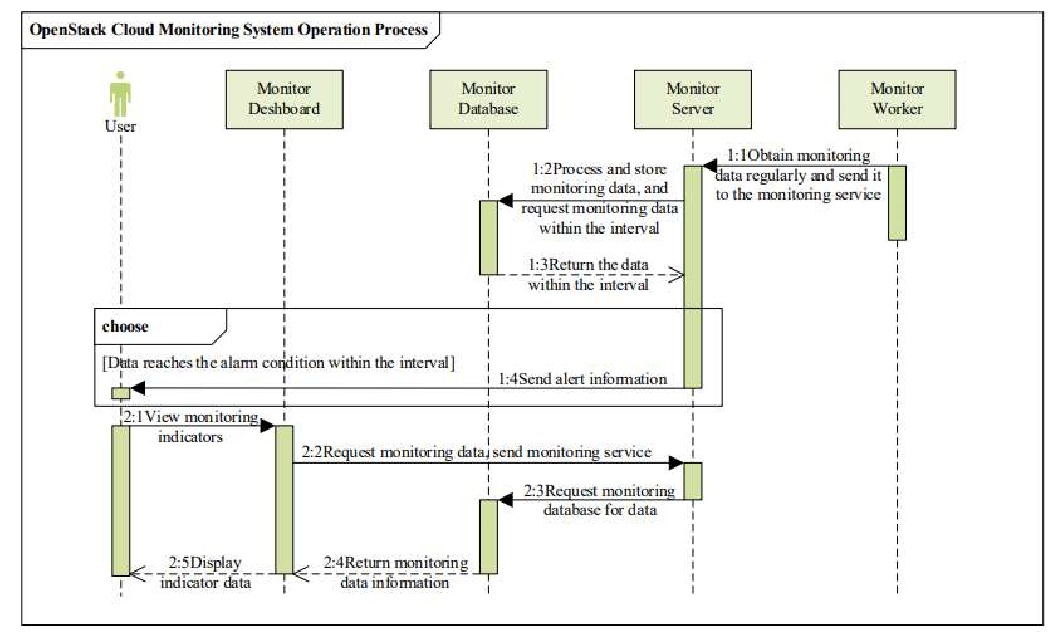 OpenStack Cloud Monitoring System Operation Process
User
Monitor
Deshboard
Monitor
Database
Monitor
Server
Monitor
Worker
1:1Obtain monitoring
data regularly and send it
to the monitoring service
1:2Process and store
monitoring data, and
request monitoring data
within the interval
1:3Return the data
within the interval
choose
[Data reaches the alarm condition within the interval]
1:4Send alert information
2:1View monitoring
indicators
2:2Request monitoring data, send monitoring service
2:3Request monitoring
database for data
2:4Return monitoring
data information
2:5Display
indicator data